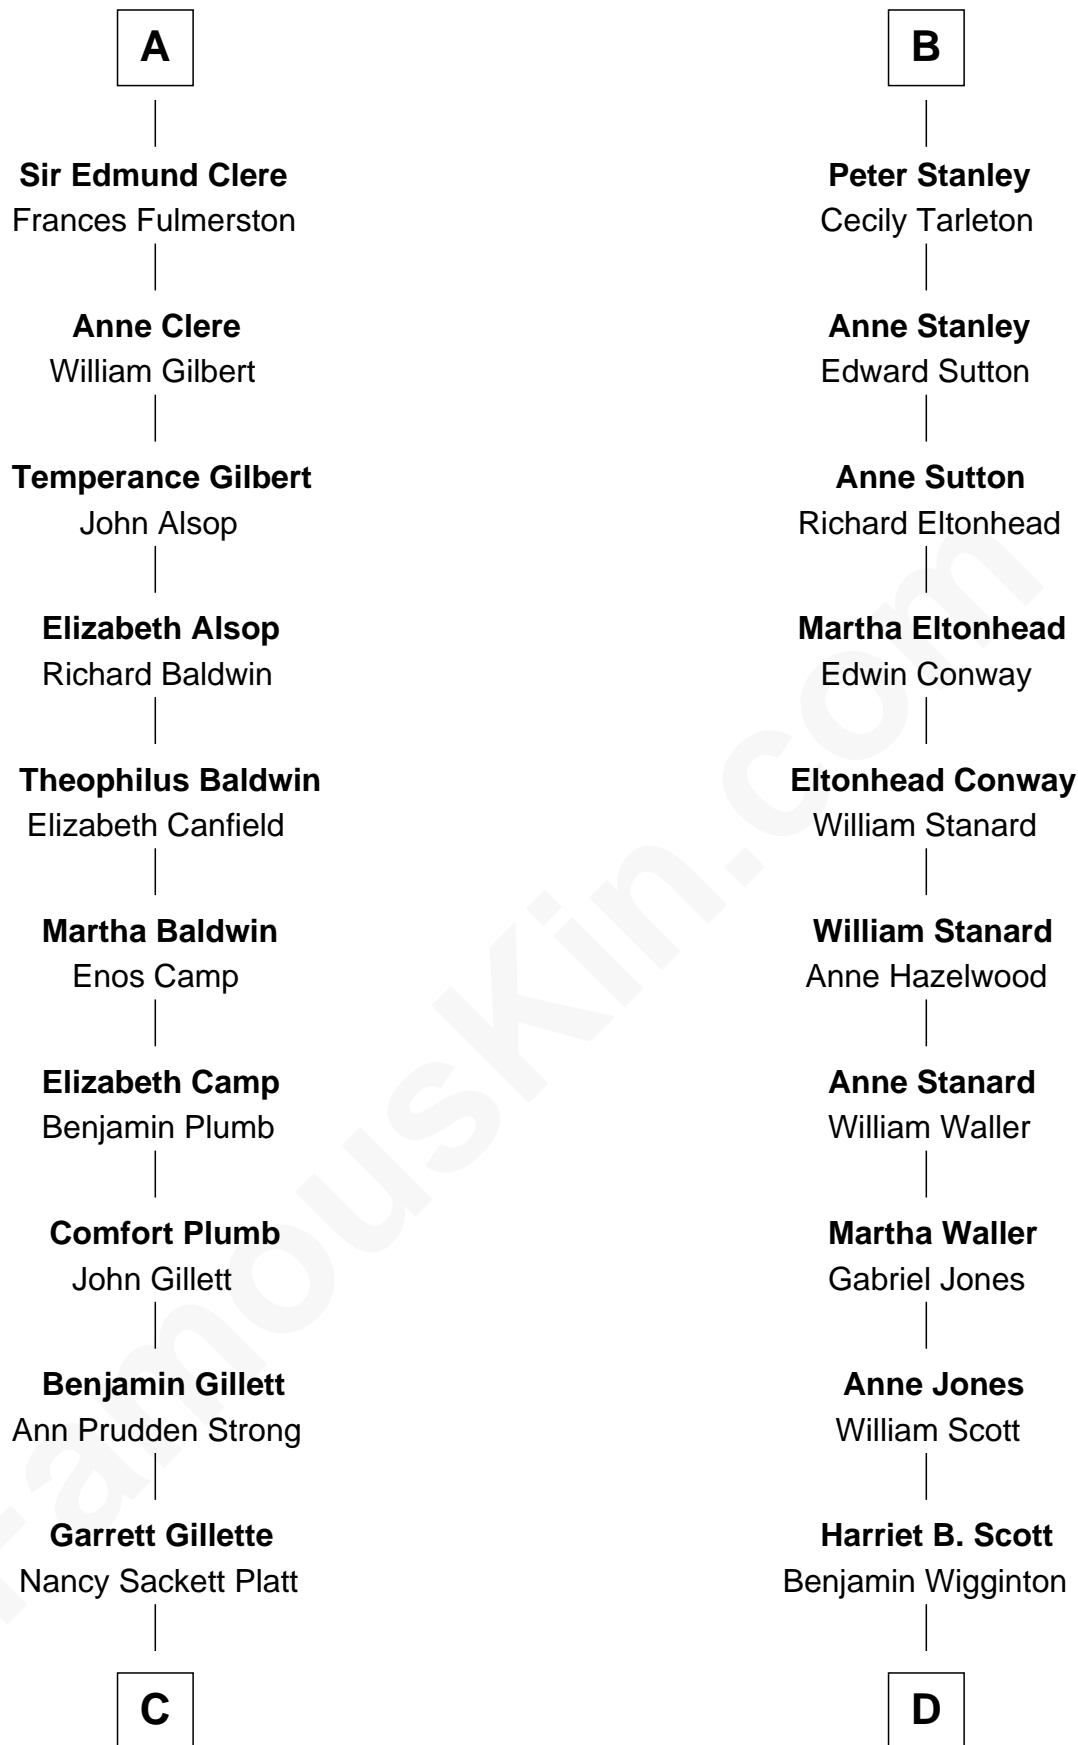 A
Sir Edmund Clere
Frances Fulmerston
Anne Clere
William Gilbert
Temperance Gilbert
John Alsop
Elizabeth Alsop
Richard Baldwin
Theophilus Baldwin
Elizabeth Canfield
Martha Baldwin
Enos Camp
Elizabeth Camp
Benjamin Plumb
Comfort Plumb
John Gillett
Benjamin Gillett
Ann Prudden Strong
Garrett Gillette
Nancy Sackett Platt
C
B
Peter Stanley
Cecily Tarleton
Anne Stanley
Edward Sutton
Anne Sutton
Richard Eltonhead
Martha Eltonhead
Edwin Conway
Eltonhead Conway
William Stanard
William Stanard
Anne Hazelwood
Anne Stanard
William Waller
Martha Waller
Gabriel Jones
Anne Jones
William Scott
Harriet B. Scott
Benjamin Wigginton
D
FamousKin.com